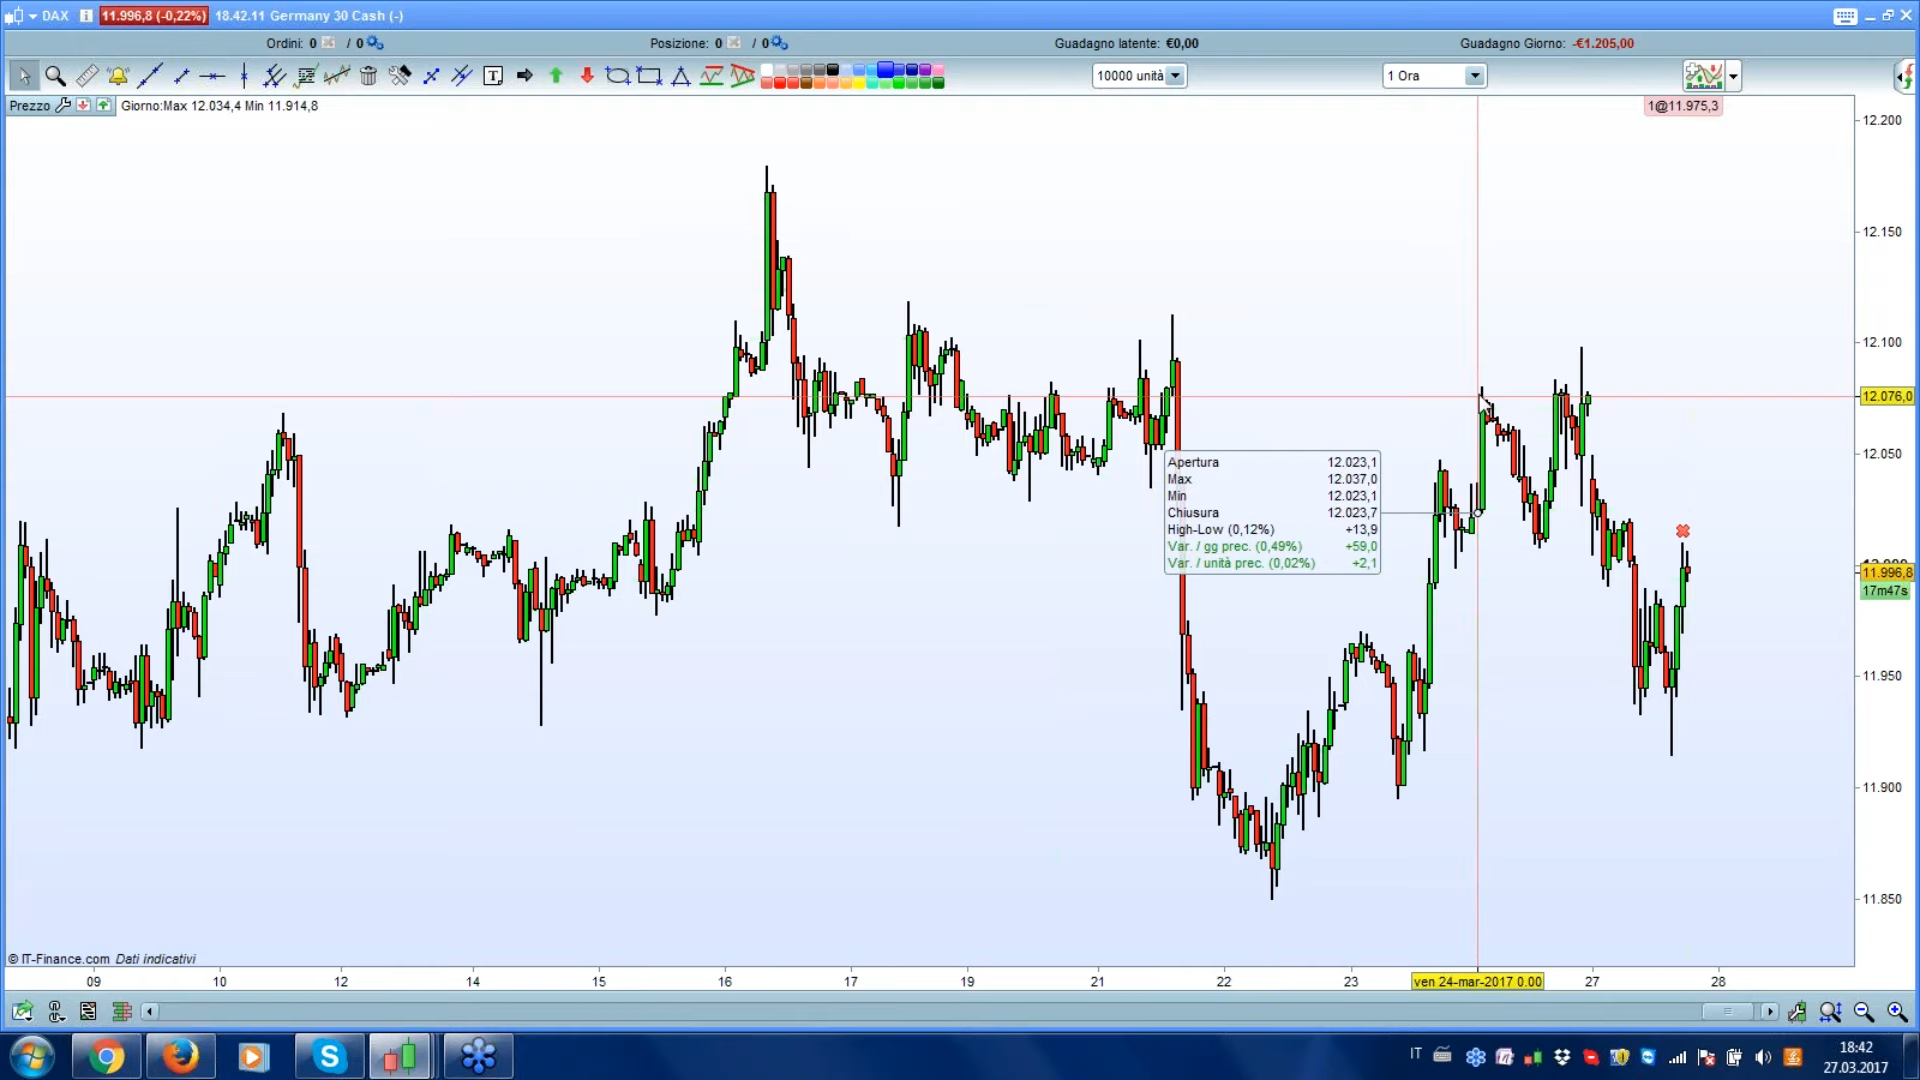 DAX 11.996,8 (-0,22%) 18.42.11 Germany 30 Cash (-)
Ordini: 0 / 0 Posizione: 0 / 0 Guadagno latente: €0,00 Guadagno Giorno: -€1.205,00
10000 unità 1 Ora
Prezzo Giorno:Max 12.034,4 Min 11.914,8
1@11.975,3
12.200
12.150
12.100
12.076,0
12.050
Apertura 12.023,1
Max 12.037,0
Min 12.023,1
Chiusura 12.023,7
High-Low (0,12%) +13,9
Var. / gg prec. (0,49%) +59,0
Var. / unità prec. (0,02%) +2,1
11.996,8
17m47s
11.950
11.900
11.850
© IT-Finance.com Dati indicativi
09 10 12 14 15 16 17 19 21 22 23 ven 24-mar-2017 0.00 27 28
IT
18:42
27.03.2017